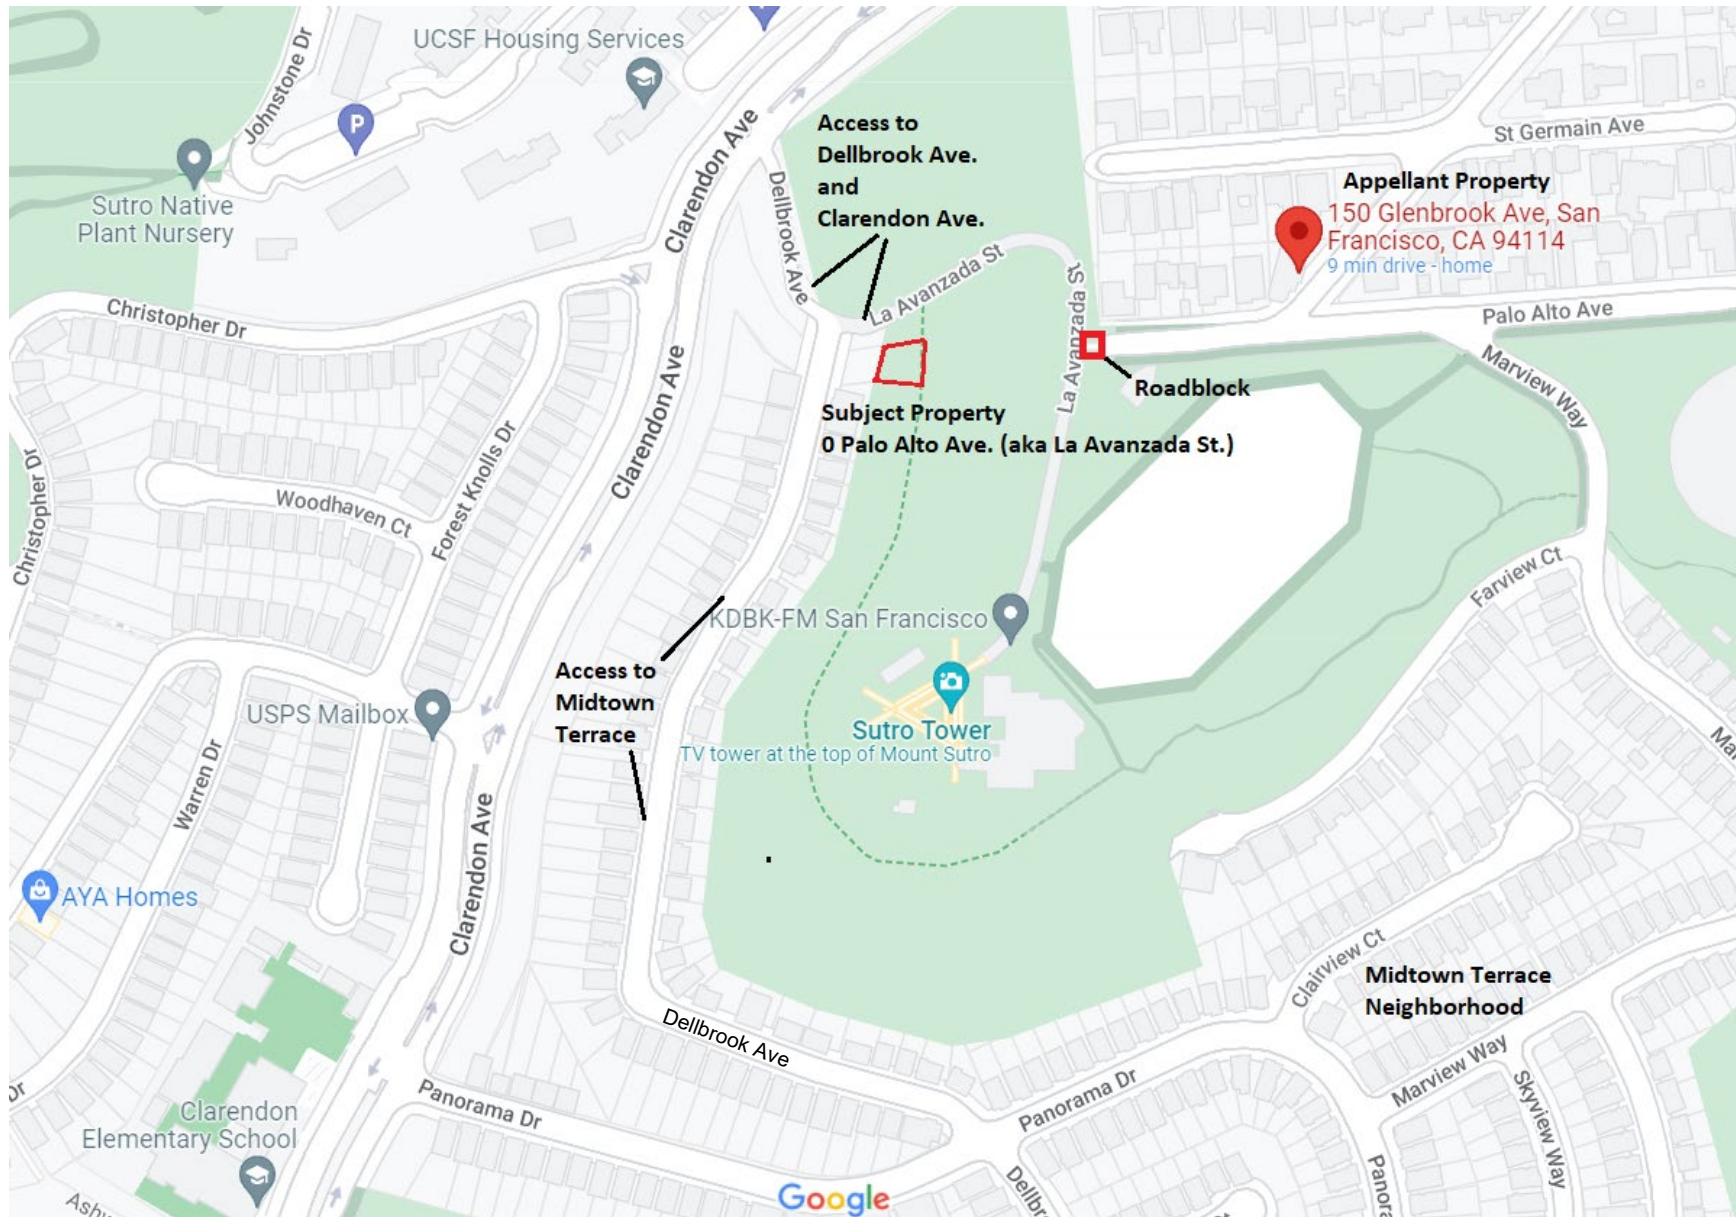 UCSF Housing Services
Johnstone Dr
P
Sutro Native
Plant Nursery
Clarendon Ave
Access to
Dellbrook Ave.
and
Clarendon Ave.
Dellbrook Ave
St Germain Ave
Appellant Property
150 Glenbrook Ave, San
Francisco, CA 94114
9 min drive - home
La Avanzada St
La Avanzada St
Palo Alto Ave
Christopher Dr
Marview Way
Roadblock
Subject Property
0 Palo Alto Ave. (aka La Avanzada St.)
Clarendon Ave
Christopher Dr
Woodhaven Ct
Forest Knolls Dr
Farview Ct
KDBK-FM San Francisco
Access to
Midtown
Terrace
USPS Mailbox
Sutro Tower
TV tower at the top of Mount Sutro
Warren Dr
Clarendon Ave
AYA Homes
Clairview Ct
Midtown Terrace
Neighborhood
Dellbrook Ave
Marview Way
Panorama Dr
Panorama Dr
Skyview Way
Clarendon
Elementary School
Google